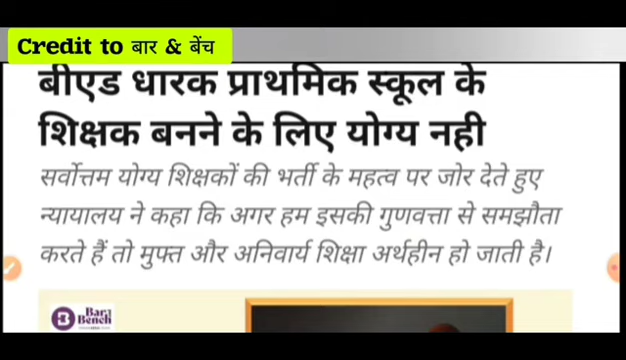 Credit to बार & बेंच
बीएड धारक प्राथमिक स्कूल के
शिक्षक बनने के लिए योग्य नही
सर्वोत्तम योग्य शिक्षकों की भर्ती के महत्व पर जोर देते हुए
न्यायालय ने कहा कि अगर हम इसकी गुणवत्ता से समझौता
करते हैं तो मुफ्त और अनिवार्य शिक्षा अर्थहीन हो जाती है।
Bar
Bench